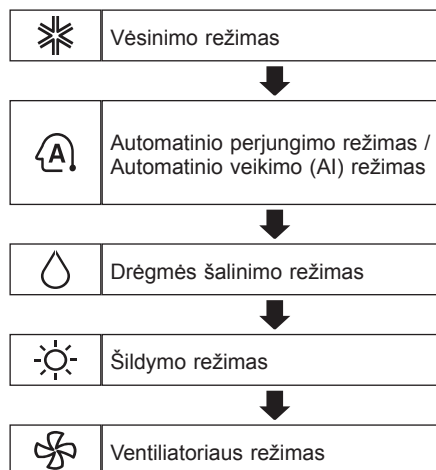 Vėsinimo režimas
A
Automatinio perjungimo režimas /
Automatinio veikimo (AI) režimas
Drėgmės šalinimo režimas
Šildymo režimas
Ventiliatoriaus režimas